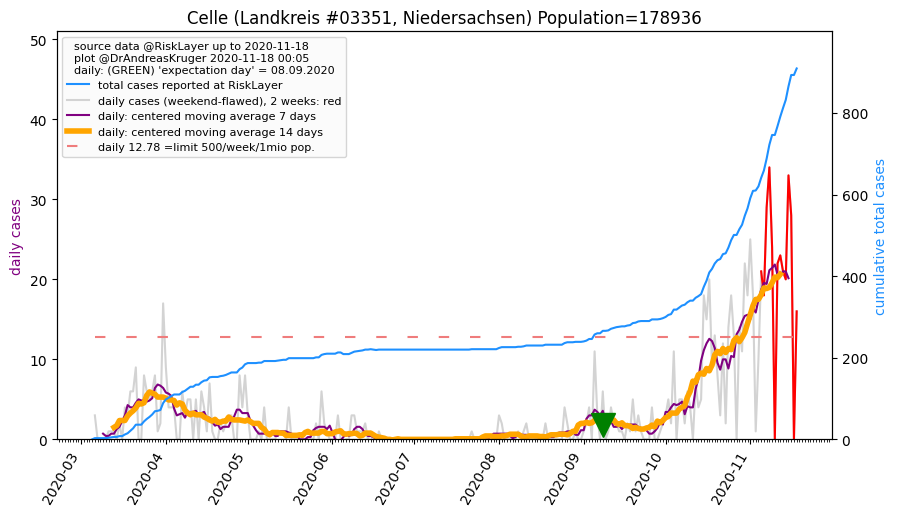 Celle (Landkreis #03351, Niedersachsen) Population=178936
source data @RiskLayer up to 2020-11-18
plot @DrAndreasKruger 2020-11-18 00:05
daily: (GREEN) 'expectation day' = 08.09.2020
total cases reported at RiskLayer
daily cases (weekend-flawed), 2 weeks: red
daily: centered moving average 7 days
daily: centered moving average 14 days
daily 12.78 =limit 500/week/1mio pop.
daily cases
50
40
30
20
10
0
cumulative total cases
800
600
400
200
0
2020-03
2020-04
2020-05
2020-06
2020-07
2020-08
2020-09
2020-10
2020-11